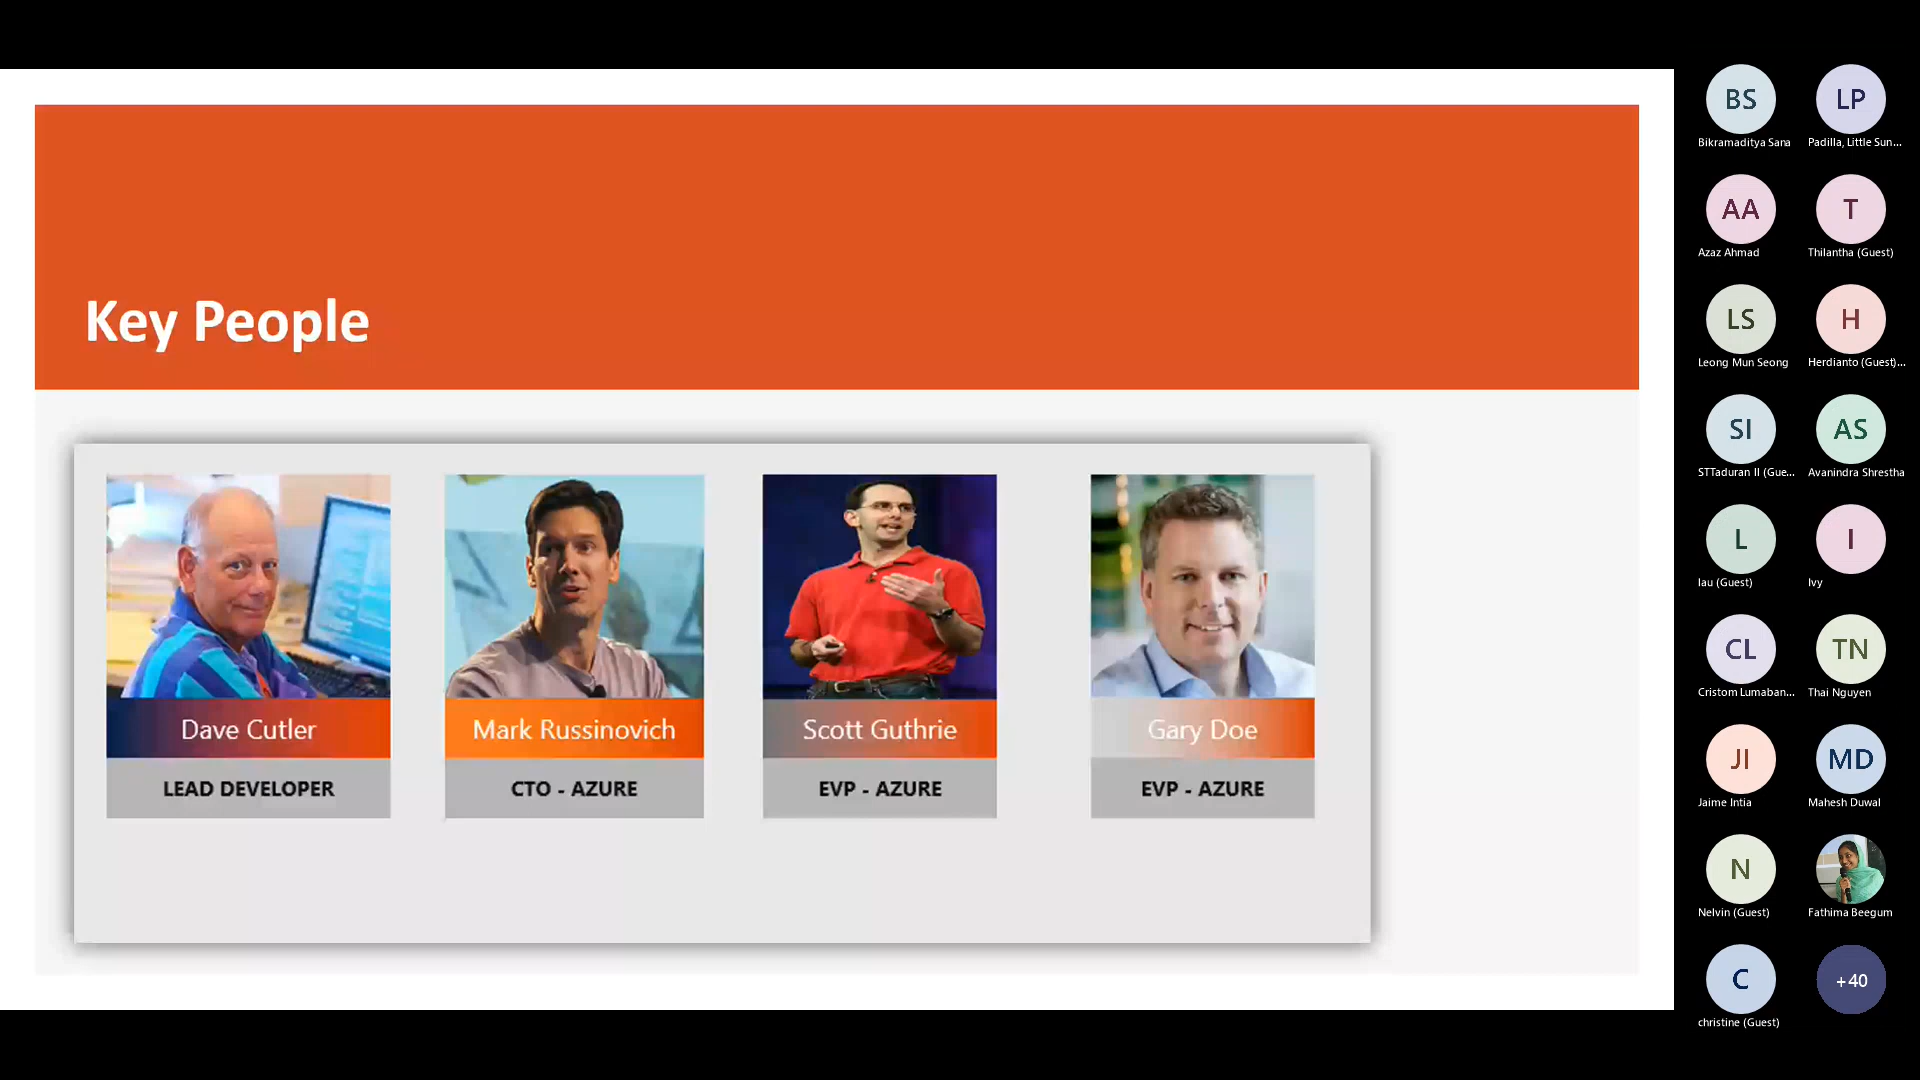 Key People
Dave Cutler
LEAD DEVELOPER
Mark Russinovich
CTO - AZURE
Scott Guthrie
EVP - AZURE
Gary Doe
EVP - AZURE
BS
Bikramaditya Sana
LP
Padilla, Little Sun...
AA
Azaz Ahmad
T
Thilantha (Guest)
LS
Leong Mun Seong
H
Herdianto (Guest)...
SI
STTaduran II (Gue...
AS
Avanindra Shrestha
L
lau (Guest)
I
Ivy
CL
Cristom Lumaban...
TN
Thai Nguyen
JI
Jaime Intia
MD
Mahesh Duwal
N
Nelvin (Guest)
Fathima Beegum
C
christine (Guest)
+40